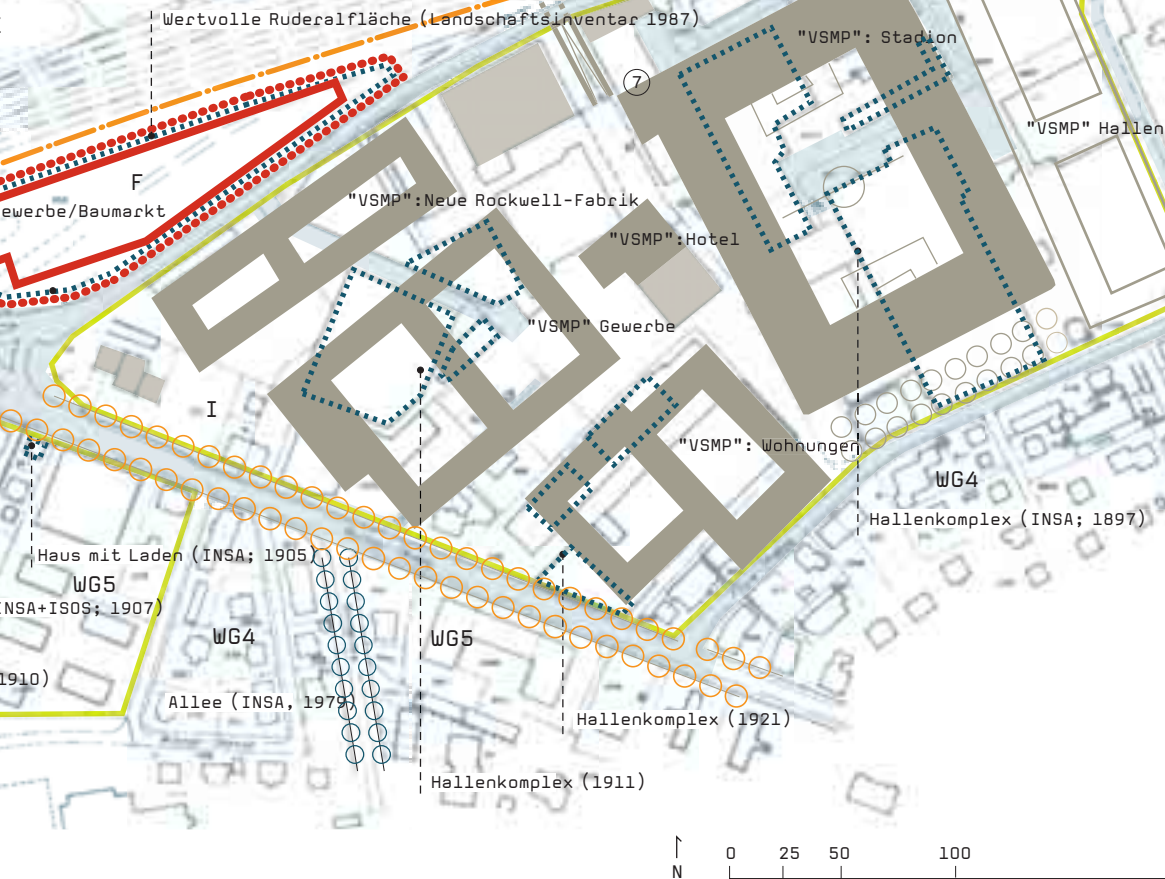 Wertvolle Ruderalfläche (Landschaftsinventar 1987)
"VSMP": Stadion
7
"VSMP" Hallen
F
ewerbe/Baumarkt
"VSMP":Neue Rockwell-Fabrik
"VSMP":Hotel
"VSMP" Gewerbe
I
"VSMP": Wohnungen
WG4
Hallenkomplex (INSA; 1897)
Haus mit Laden (INSA; 1905)
WG5
INSA+ISOS; 1907)
WG4
WG5
1910)
Allee (INSA, 1979)
Hallenkomplex (1921)
Hallenkomplex (1911)
N
0 25 50 100